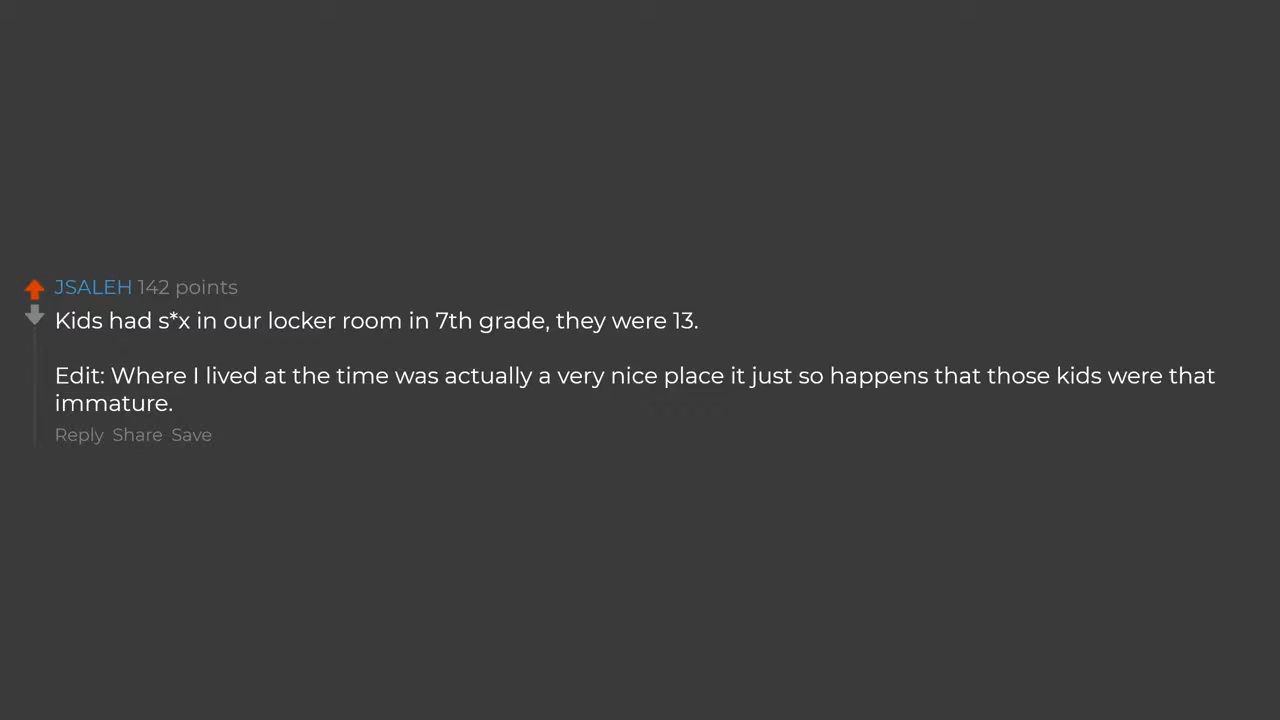 JSALEH 142 points
Kids had s*x in our locker room in 7th grade, they were 13.
Edit: Where I lived at the time was actually a very nice place it just so happens that those kids were that
immature.
Reply Share Save